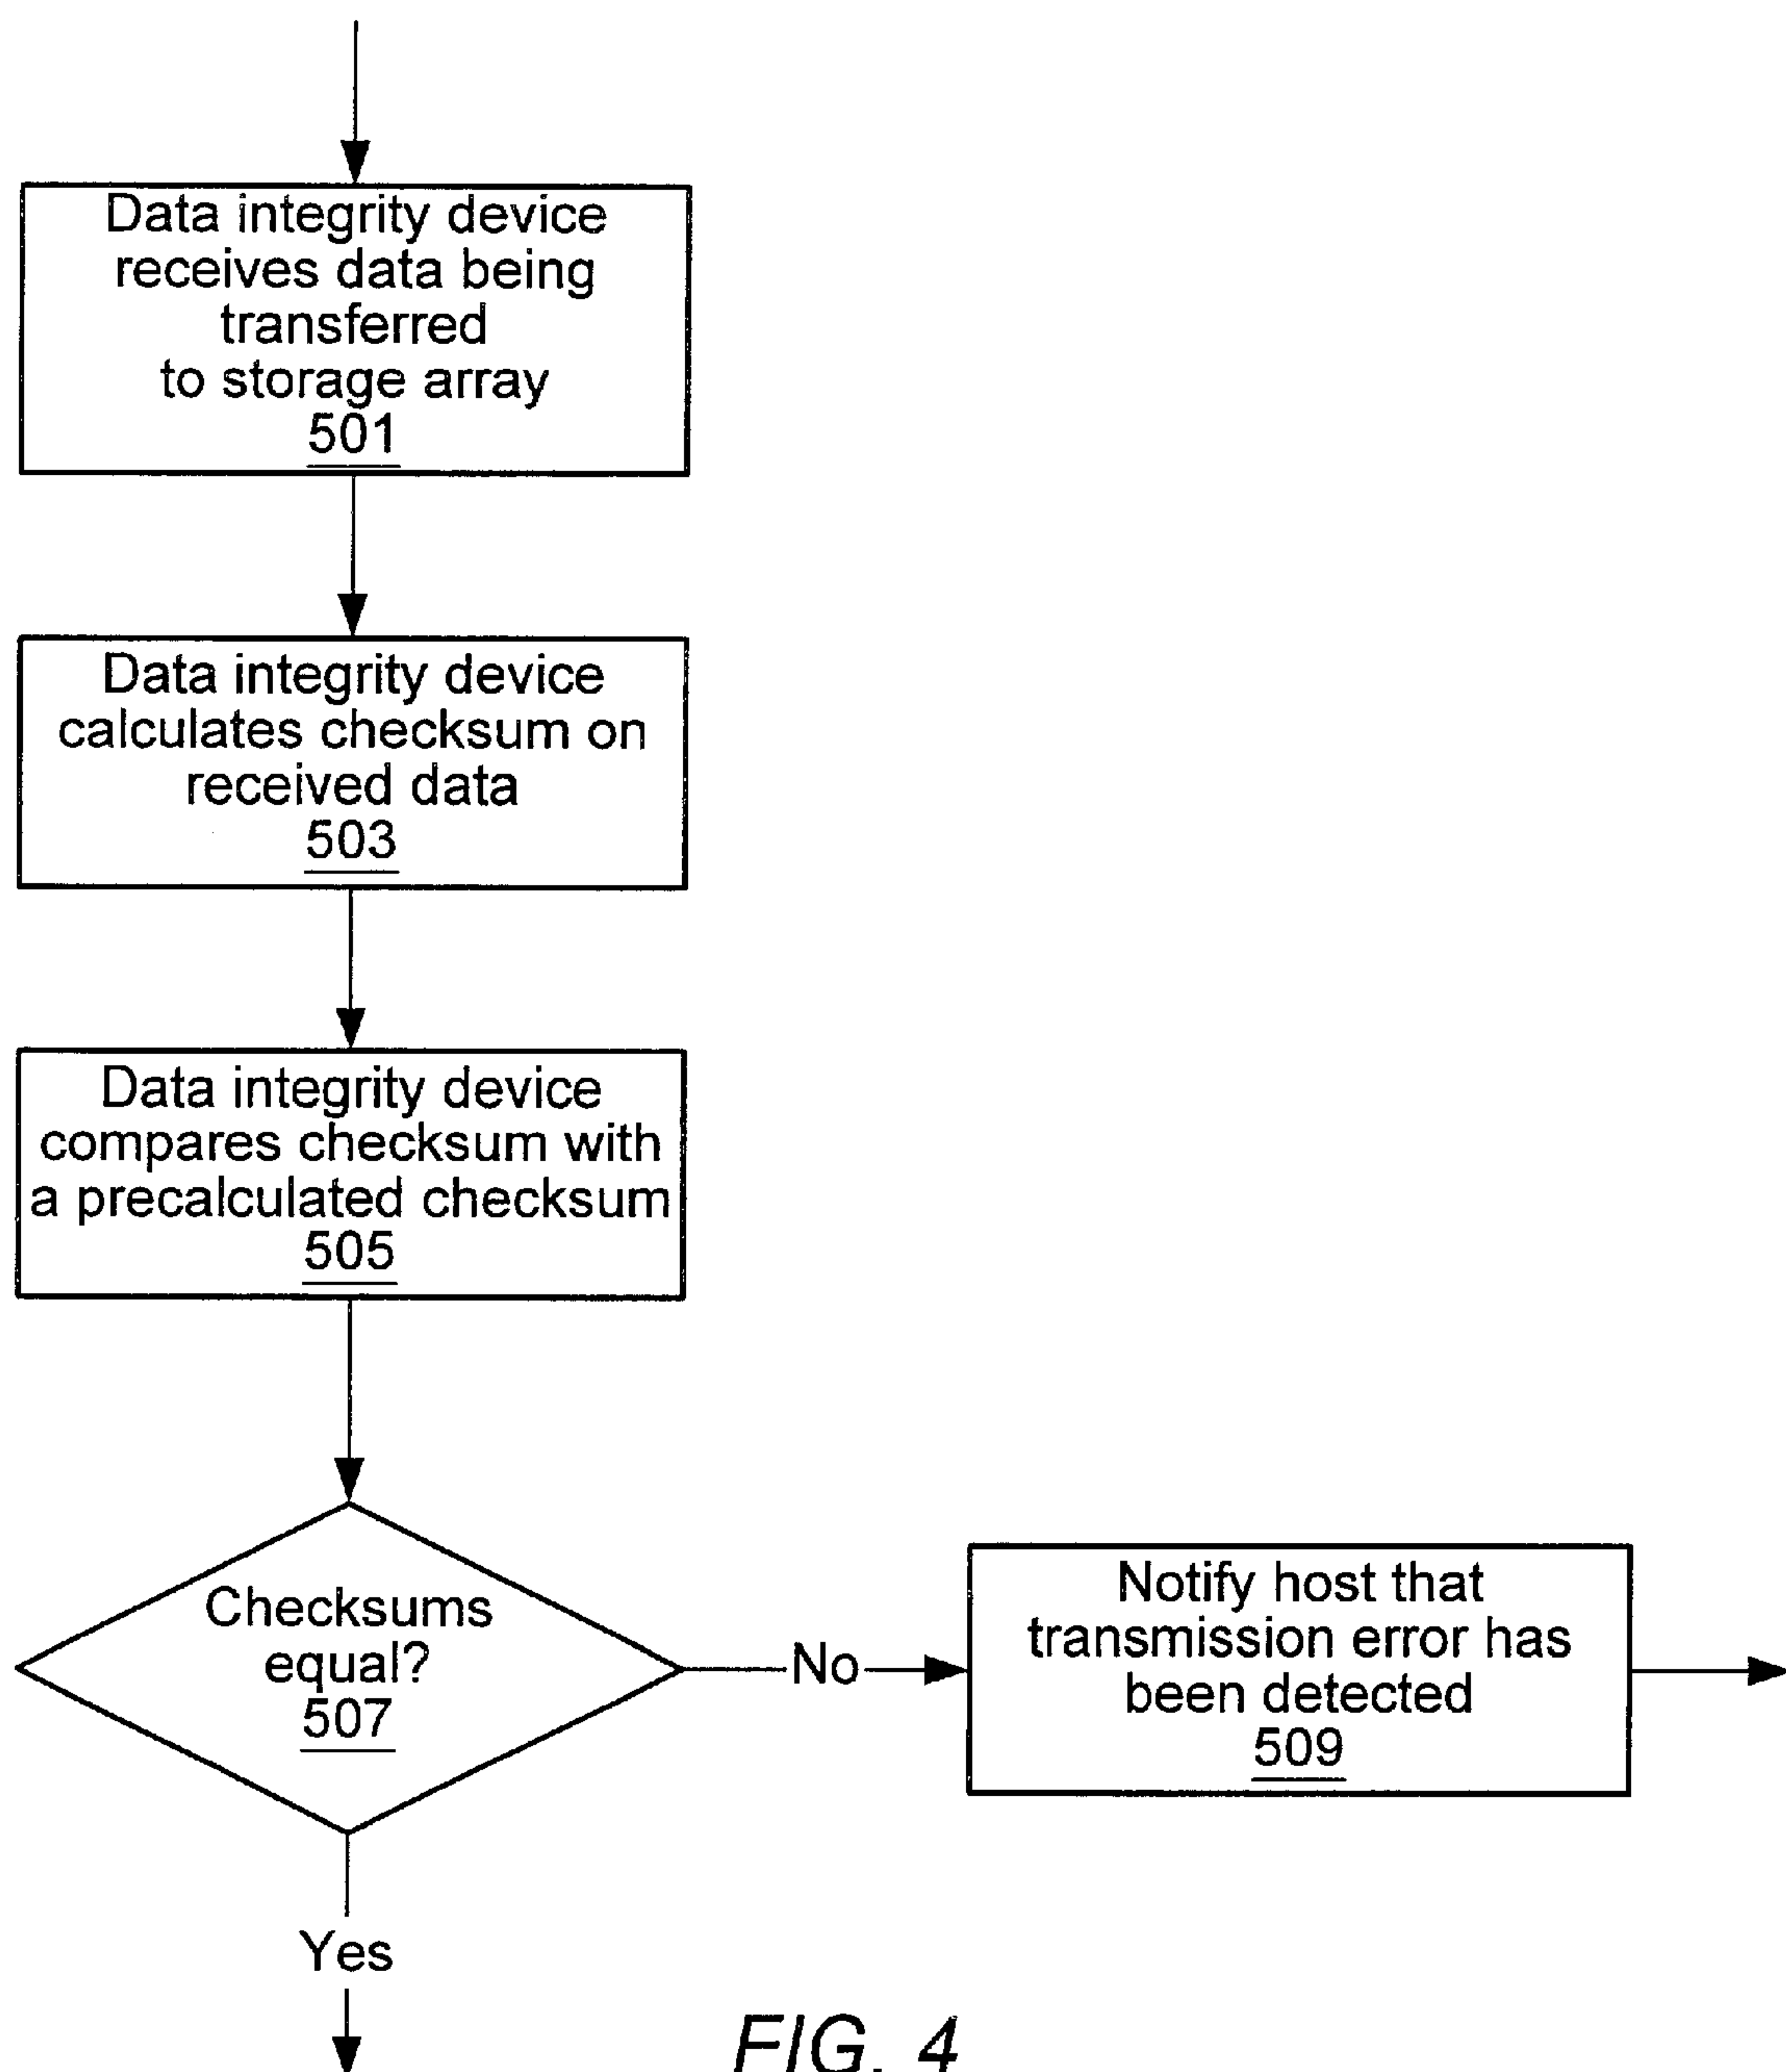 Data integrity device
receives data being
transferred
to storage array
501
Data integrity device
calculates checksum on
received data
503
Data integrity device
compares checksum with
a precalculated checksum
505
Checksums
equal?
507
No
Notify host that
transmission error has
been detected
509
Yes
FIG. 4